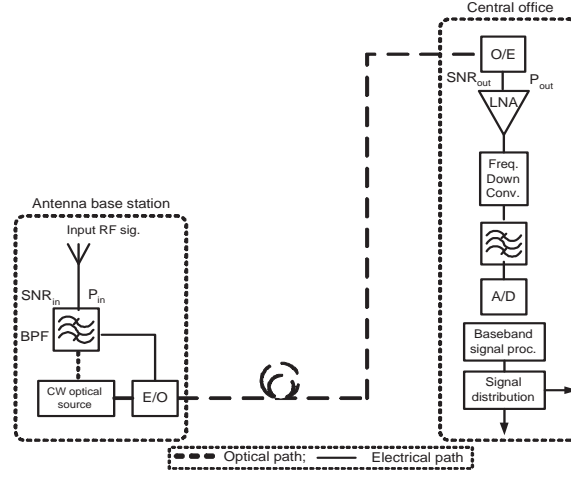 Central office
O/E
SNRout
Pout
LNA
Freq.
Down
Conv.
A/D
Baseband
signal proc.
Signal
distribution
Antenna base station
Input RF sig.
SNRin
Pin
BPF
CW optical
source
E/O
Optical path;
Electrical path